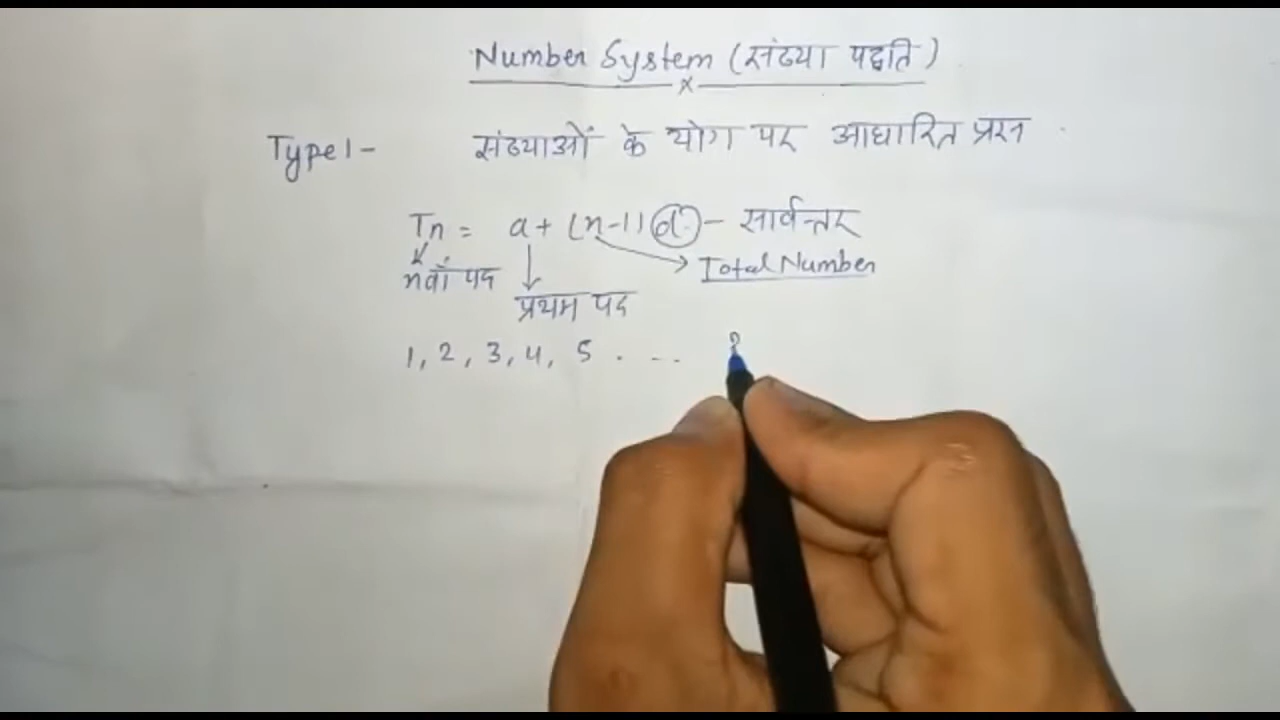 Number System (संख्या पद्दति)
Type 1- संख्याओं के योग पर आधारित प्रश्न
Tn = a + (n-1) d - सार्वन्तर
nवाँ पद Total Number
प्रथम पद
1, 2, 3, 4, 5 . ...